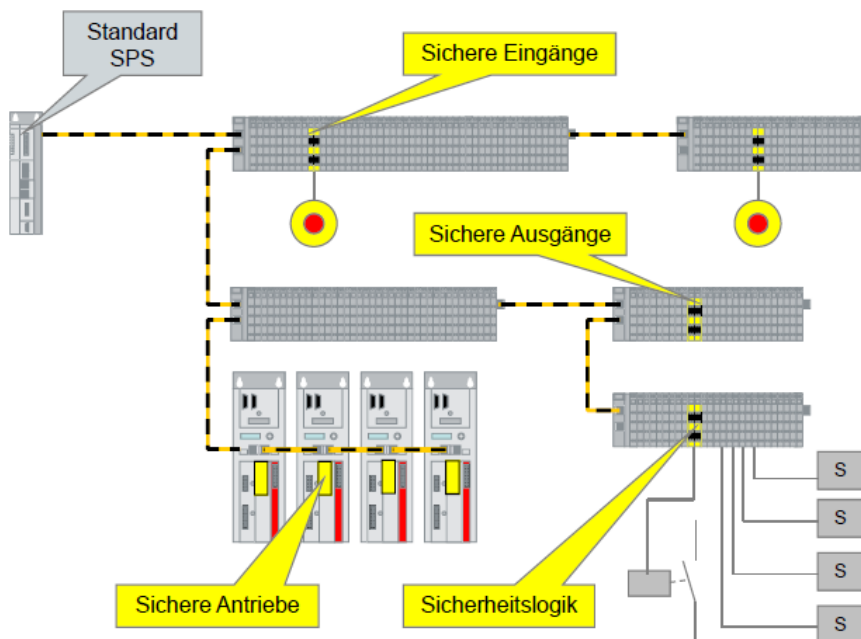 Standard
SPS
Sichere Eingänge
Sichere Ausgänge
S
S
S
S
Sichere Antriebe
Sicherheitslogik